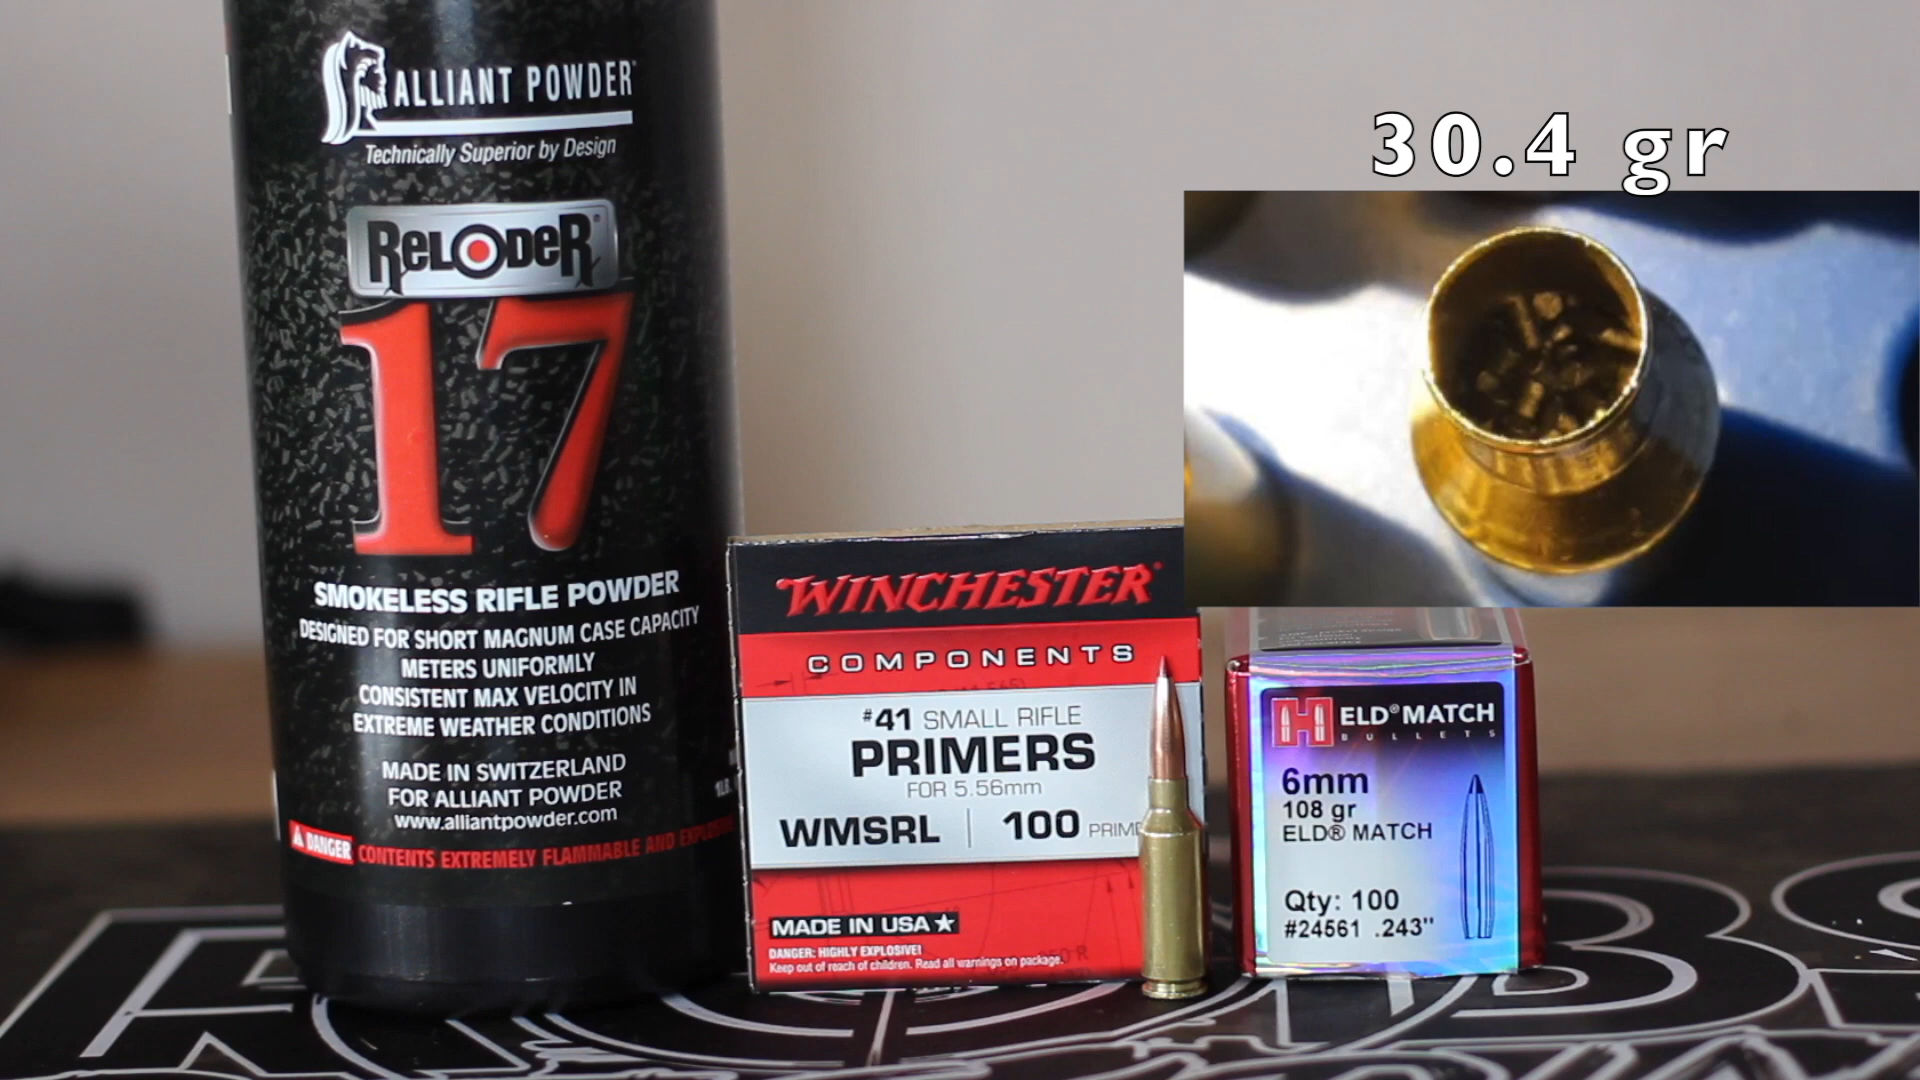 ALLIANT POWDER
Technically Superior by Design
RELODER®
17
SMOKELESS RIFLE POWDER
DESIGNED FOR SHORT MAGNUM CASE CAPACITY
METERS UNIFORMLY
CONSISTENT MAX VELOCITY IN
EXTREME WEATHER CONDITIONS
MADE IN SWITZERLAND
FOR ALLIANT POWDER
www.alliantpowder.com
DANGER CONTENTS EXTREMELY FLAMMABLE AND
30.4 gr
WINCHESTER
COMPONENTS
#41 SMALL RIFLE
PRIMERS
FOR 5.56mm
WMSRL | 100
MADE IN USA★
DANGER: HIGHLY EXPLOSIVE!
Keep out of reach of children. Read all warnings on package.
H ELD® MATCH
BULLETS
6mm
108 gr
ELD® MATCH
Qty: 100
#24561 .243"